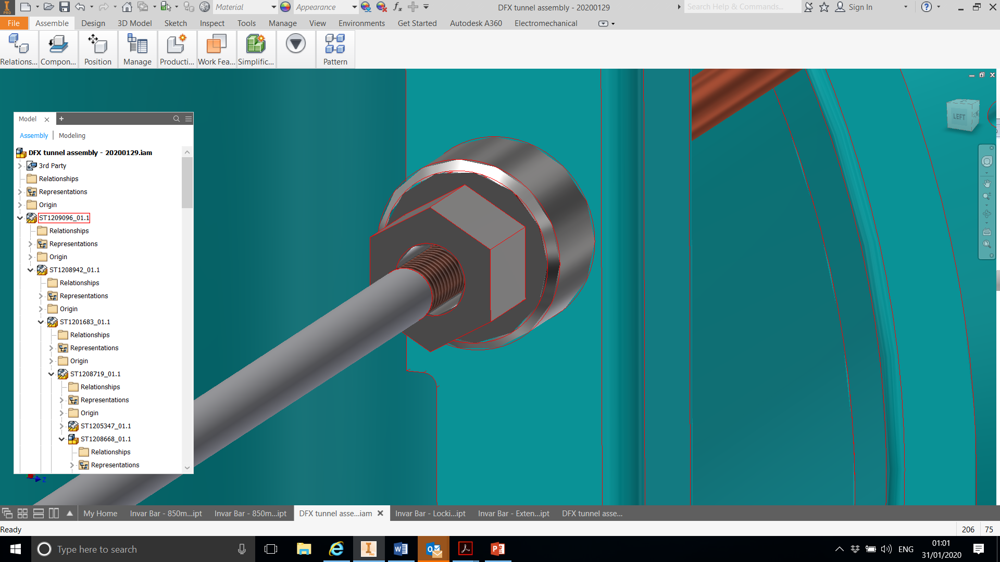 Material
Appearance
DFX tunnel assembly - 20200129
Search Help & Commands...
Sign In
PRO
File
Assemble
Design
3D Model
Sketch
Inspect
Tools
Manage
View
Environments
Get Started
Autodesk A360
Electromechanical
Relations...
Compon...
Position
Manage
Producti...
Work Fea...
Simplific...
Pattern
LEFT
Model
Assembly
Modeling
DFX tunnel assembly - 20200129.iam
3rd Party
Relationships
Representations
Origin
ST1209096_01.1
Relationships
Representations
Origin
ST1208942_01.1
Relationships
Representations
Origin
ST1201683_01.1
Relationships
Representations
Origin
ST1208719_01.1
Relationships
Representations
Origin
ST1205347_01.1
ST1208668_01.1
Relationships
Representations
Z
My Home
Invar Bar - 850m...ipt
Invar Bar - 850m...ipt
DFX tunnel asse...iam
Invar Bar - Locki...ipt
Invar Bar - Exten...ipt
DFX tunnel asse...
Ready
206
75
Type here to search
ENG
01:01
31/01/2020